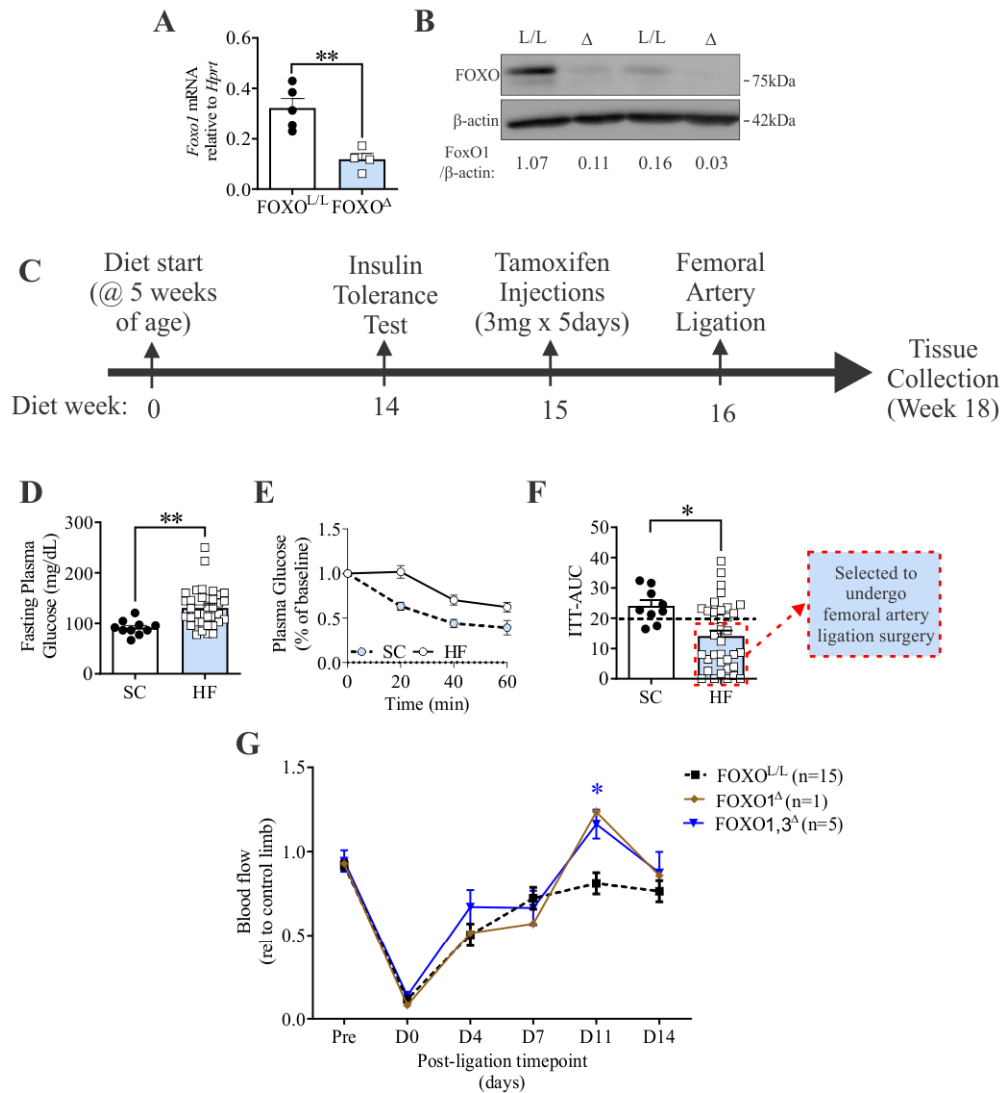 A
Foxo1 mRNA
relative to Hprt
0.6
0.4
0.2
0.0
**
FOXO^L/L FOXO^Δ
B
L/L Δ L/L Δ
FOXO
-75kDa
β-actin
-42kDa
FoxO1
/β-actin:
1.07 0.11 0.16 0.03
C
Diet start
(@ 5 weeks
of age)
Insulin
Tolerance
Test
Tamoxifen
Injections
(3mg x 5days)
Femoral
Artery
Ligation
Tissue
Collection
(Week 18)
Diet week: 0 14 15 16
D
Fasting Plasma
Glucose (mg/dL)
300
200
100
0
**
SC HF
E
Plasma Glucose
(% of baseline)
1.5
1.0
0.5
0.0
SC HF
0 20 40 60
Time (min)
F
ITT-AUC
50
40
30
20
10
0
*
SC HF
Selected to
undergo
femoral artery
ligation surgery
G
Blood flow
(rel to control limb)
1.5
1.0
0.5
0.0
*
FOXO^L/L (n=15)
FOXO1^Δ (n=1)
FOXO1,3^Δ (n=5)
Pre D0 D4 D7 D11 D14
Post-ligation timepoint
(days)